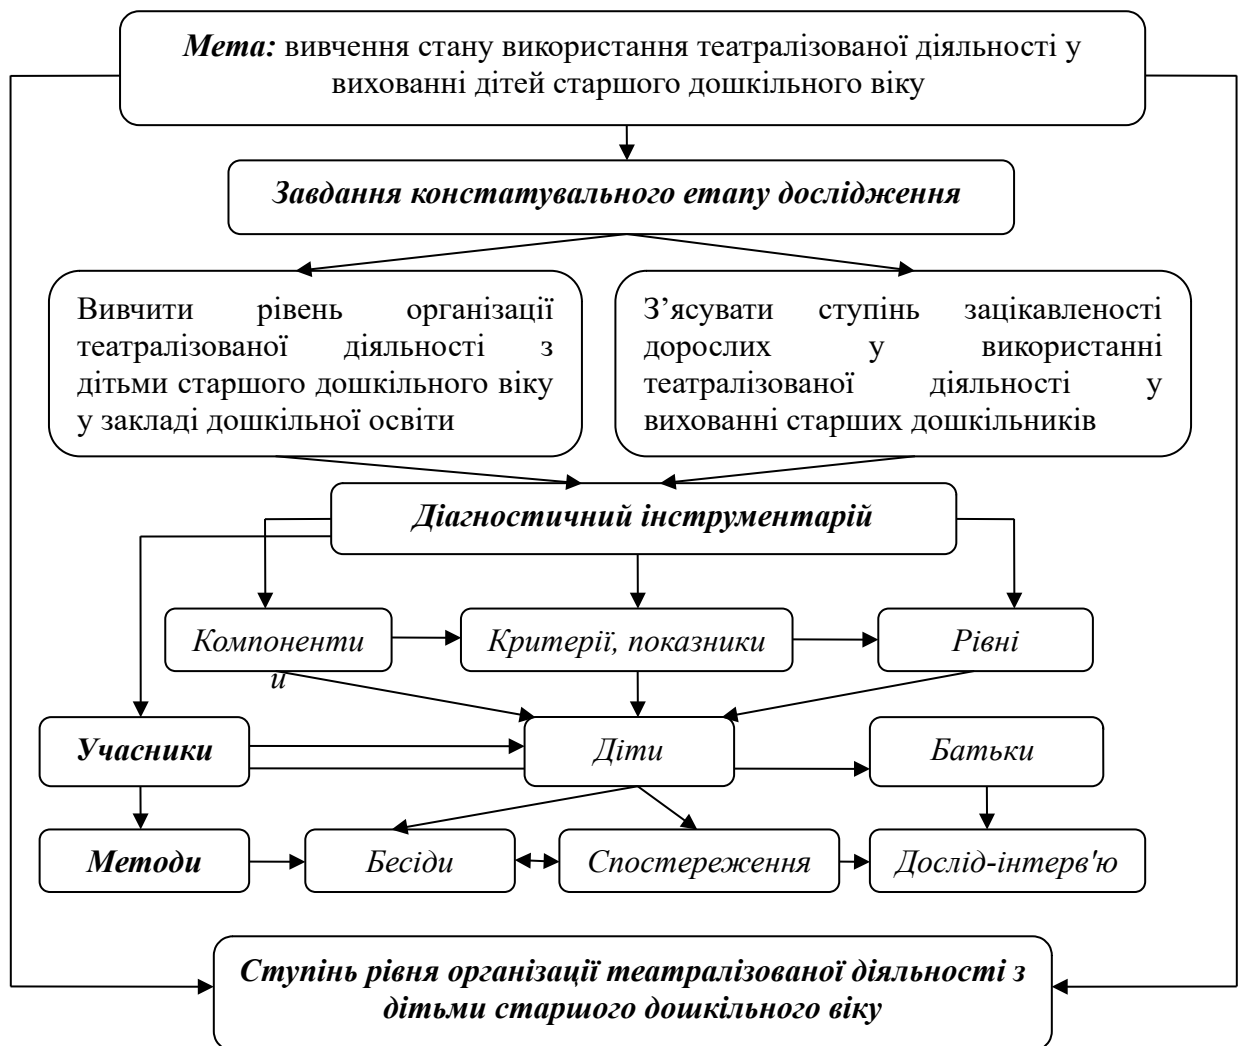 Мета: вивчення стану використання театралізованої діяльності у
вихованні дітей старшого дошкільного віку
Завдання констатувального етапу дослідження
Вивчити рівень організації
театралізованої діяльності з
дітьми старшого дошкільного віку
у закладі дошкільної освіти
З’ясувати ступінь зацікавленості
дорослих у використанні
театралізованої діяльності у
вихованні старших дошкільників
Діагностичний інструментарій
Компоненти
и
Критерії, показники
Рівні
Учасники
Діти
Батьки
Методи
Бесіди
Спостереження
Дослід-інтерв'ю
Ступінь рівня організації театралізованої діяльності з
дітьми старшого дошкільного віку